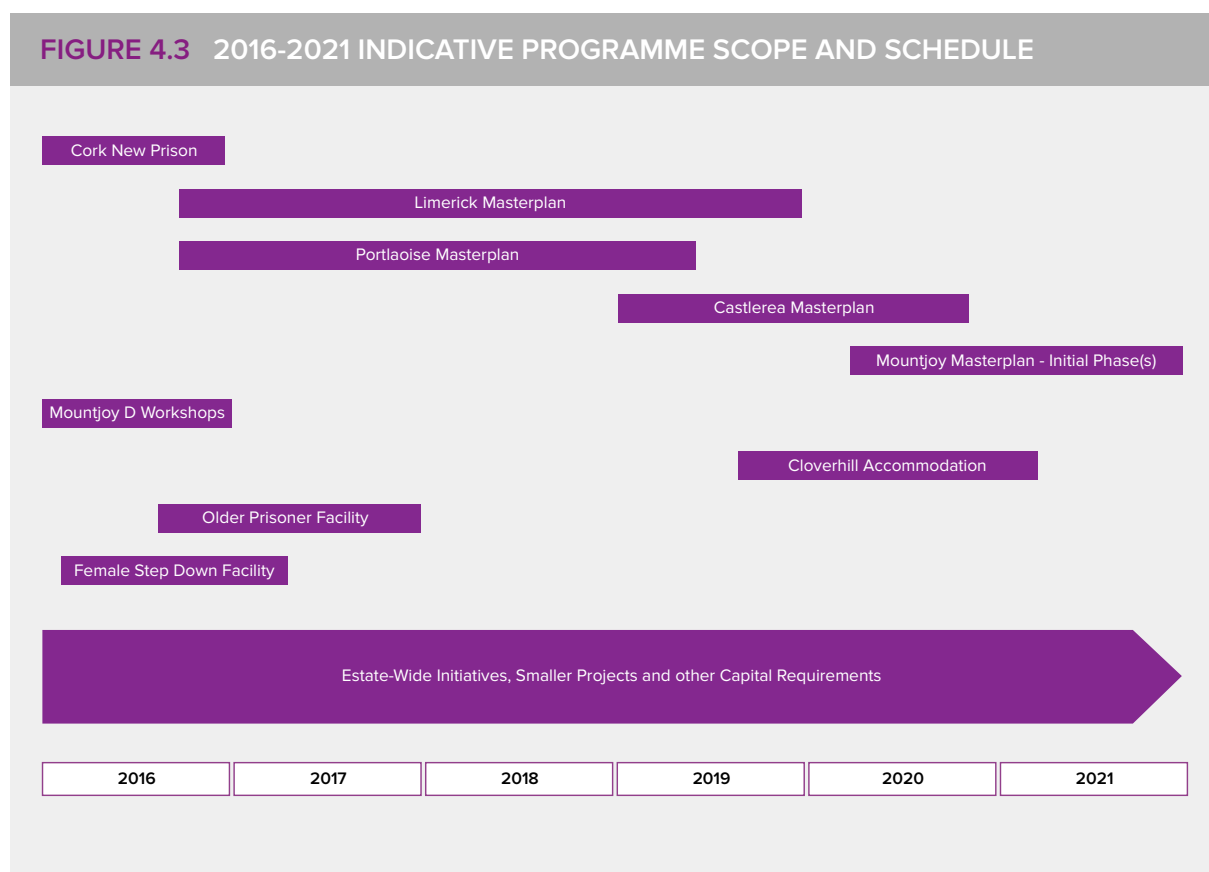 FIGURE 4.3 2016-2021 INDICATIVE PROGRAMME SCOPE AND SCHEDULE
Cork New Prison
Limerick Masterplan
Portlaoise Masterplan
Castlerea Masterplan
Mountjoy Masterplan - Initial Phase(s)
Mountjoy D Workshops
Cloverhill Accommodation
Older Prisoner Facility
Female Step Down Facility
Estate-Wide Initiatives, Smaller Projects and other Capital Requirements
2016 2017 2018 2019 2020 2021